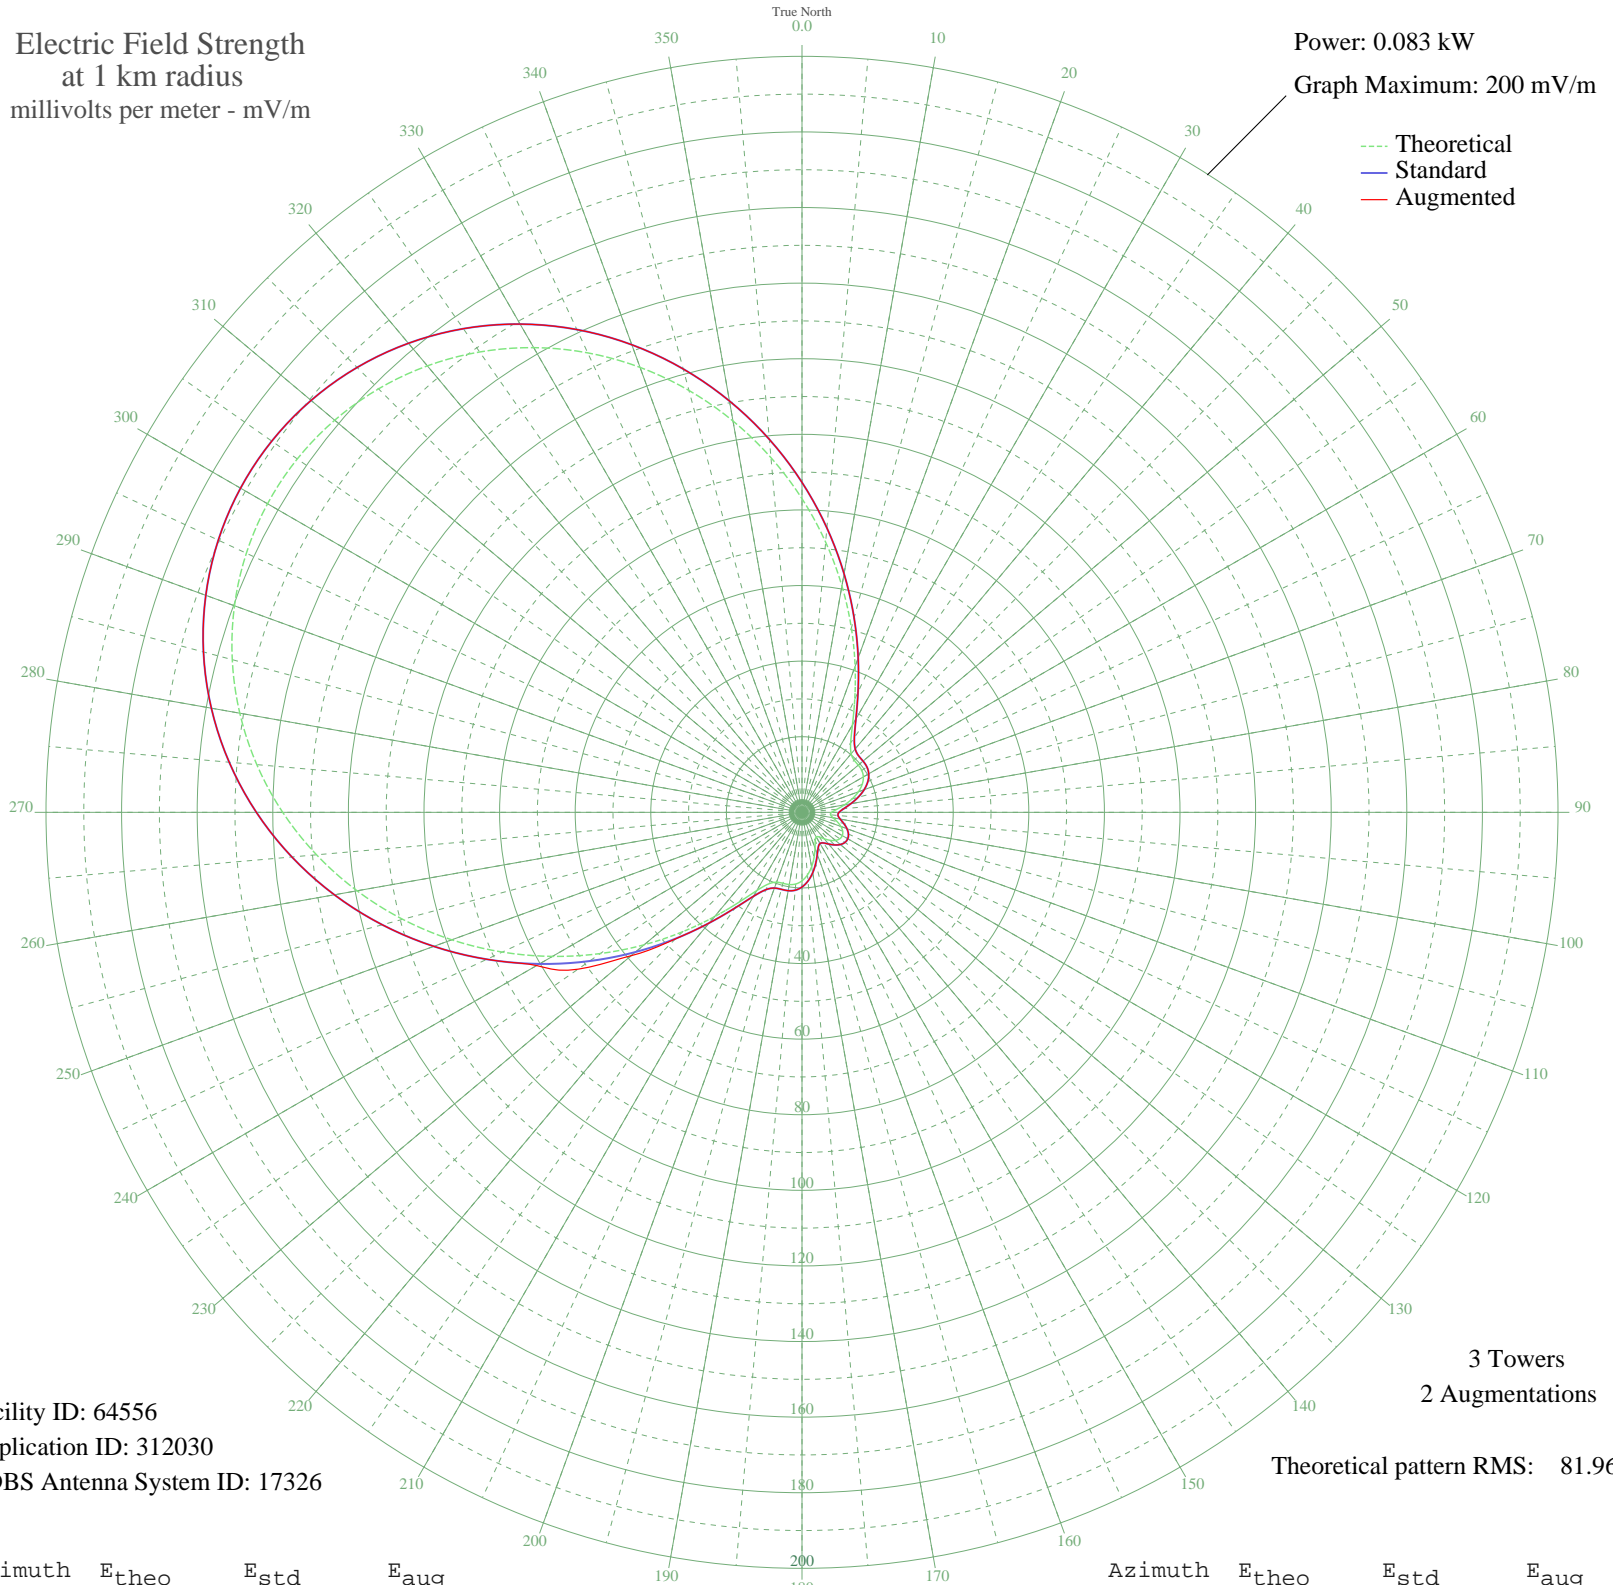 True North
Electric Field Strength
at 1 km radius
millivolts per meter - mV/m
Power: 0.083 kW
Graph Maximum: 200 mV/m
Theoretical
Standard
Augmented
0.0
10
20
30
40
50
60
70
80
90
100
110
120
130
140
150
160
170
190
200
210
220
230
240
250
260
270
280
290
300
310
320
330
340
350
40
60
80
100
120
140
160
180
200
3 Towers
2 Augmentations
Theoretical pattern RMS: 81.96
cility ID: 64556
plication ID: 312030
DBS Antenna System ID: 17326
imuth Etheo Estd Eaug
Azimuth Etheo Estd Eaug